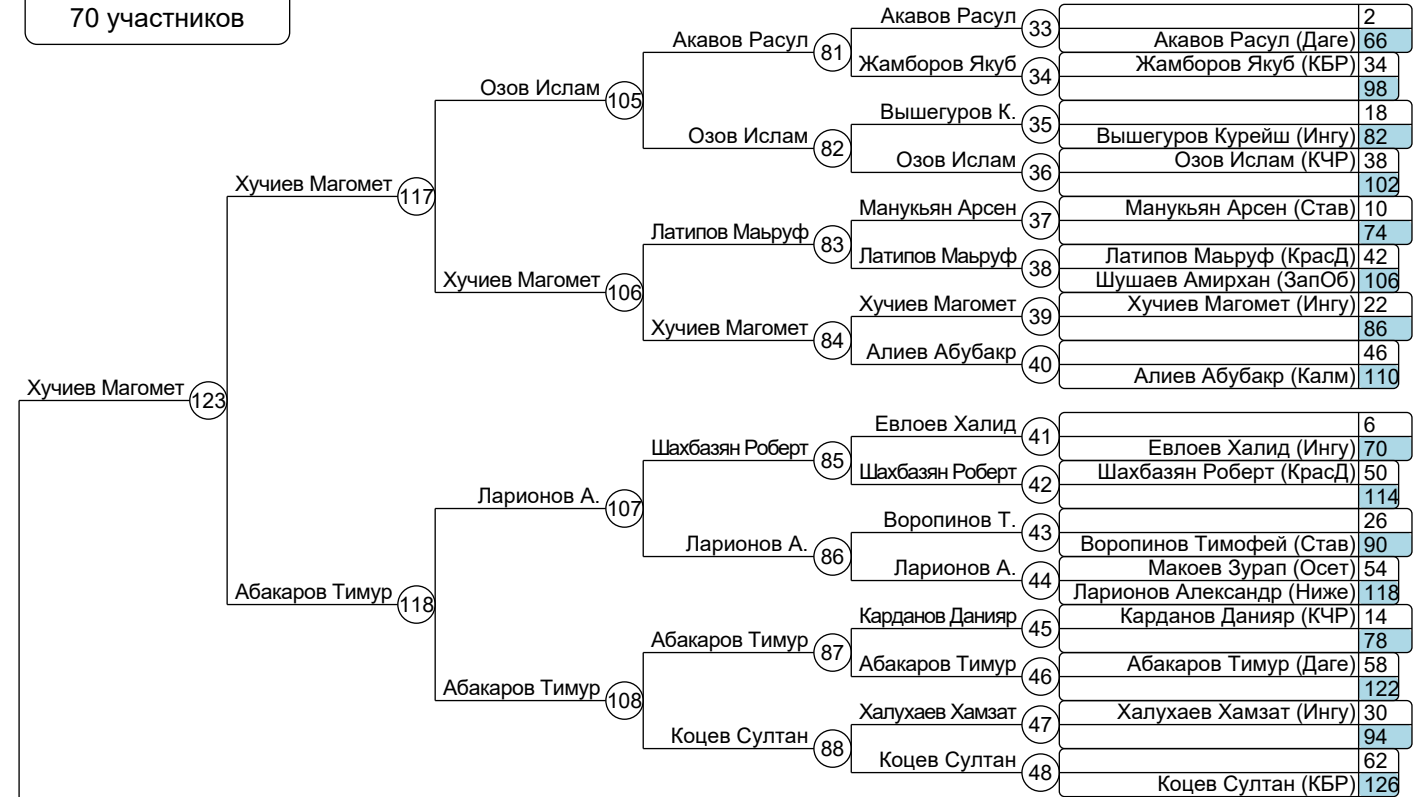 70 участников
Акавов Расул 33 2
Акавов Расул 81 Акавов Расул (Даге) 66
Жамборов Якуб 34 Жамборов Якуб (КБР) 34
98
Озов Ислам 105
Вышегуров К. 35 18
Вышегуров Курейш (Ингу) 82
Озов Ислам 82
Озов Ислам 36 Озов Ислам (КЧР) 38
102
Хучиев Магомет 117
Манукьян Арсен 37 Манукьян Арсен (Став) 10
74
Латипов Маьруф 83
Латипов Маьруф 38 Латипов Маьруф (КрасД) 42
Шушаев Амирхан (ЗапОб) 106
Хучиев Магомет 106
Хучиев Магомет 39 Хучиев Магомет (Ингу) 22
86
Хучиев Магомет 84
Алиев Абубакр 40 46
Алиев Абубакр (Калм) 110
Хучиев Магомет 123
Евлоев Халид 41 6
Евлоев Халид (Ингу) 70
Шахбазян Роберт 85
Шахбазян Роберт 42 Шахбазян Роберт (КрасД) 50
114
Ларионов А. 107
Воропинов Т. 43 26
Воропинов Тимофей (Став) 90
Ларионов А. 86
Ларионов А. 44 Макоев Зурап (Осет) 54
Ларионов Александр (Ниже) 118
Абакаров Тимур 118
Карданов Данияр 45 Карданов Данияр (КЧР) 14
78
Абакаров Тимур 87
Абакаров Тимур 46 Абакаров Тимур (Даге) 58
122
Абакаров Тимур 108
Халухаев Хамзат 47 Халухаев Хамзат (Ингу) 30
94
Коцев Султан 88
Коцев Султан 48 62
Коцев Султан (КБР) 126